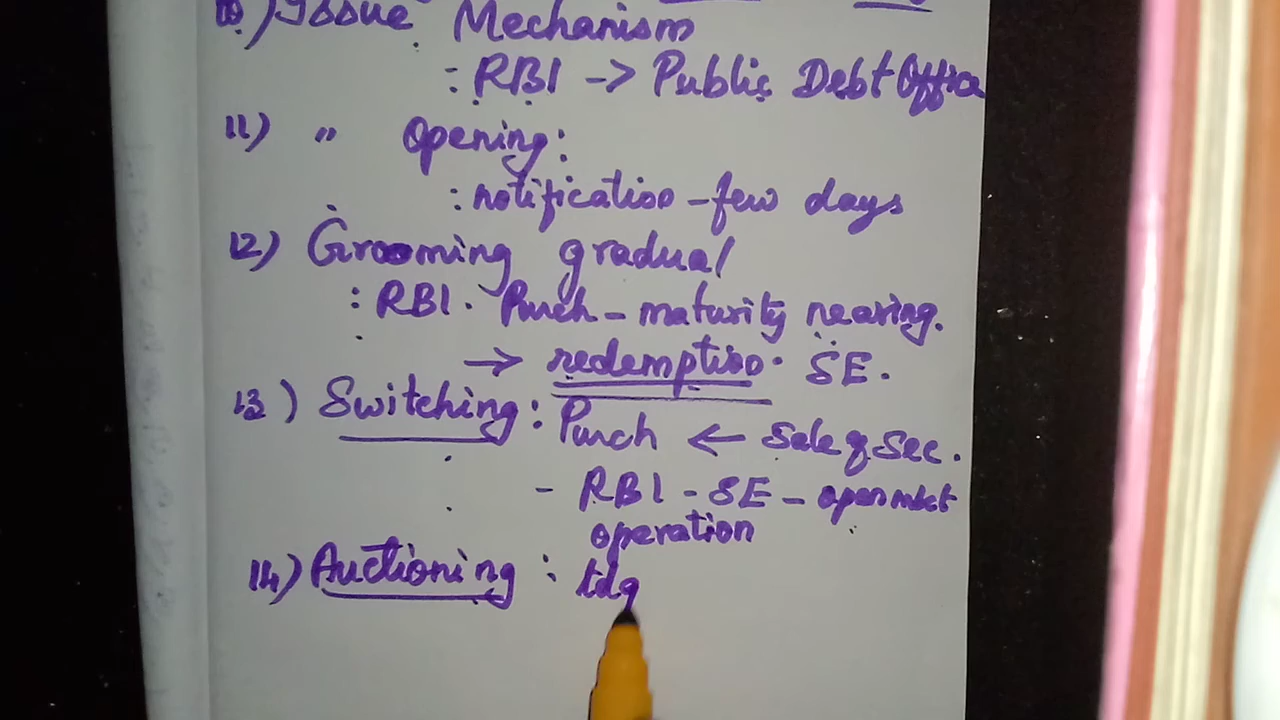 10) Issue Mechanism
: RBI -> Public Debt Office
11) " Opening:
: notification - few days
12) Grooming gradual
: RBI. Purch - maturity nearing.
→ redemption. SE.
13) Switching : Purch ← Sale of Sec.
- RBI - SE - open mkt
operation
14) Auctioning : tdg